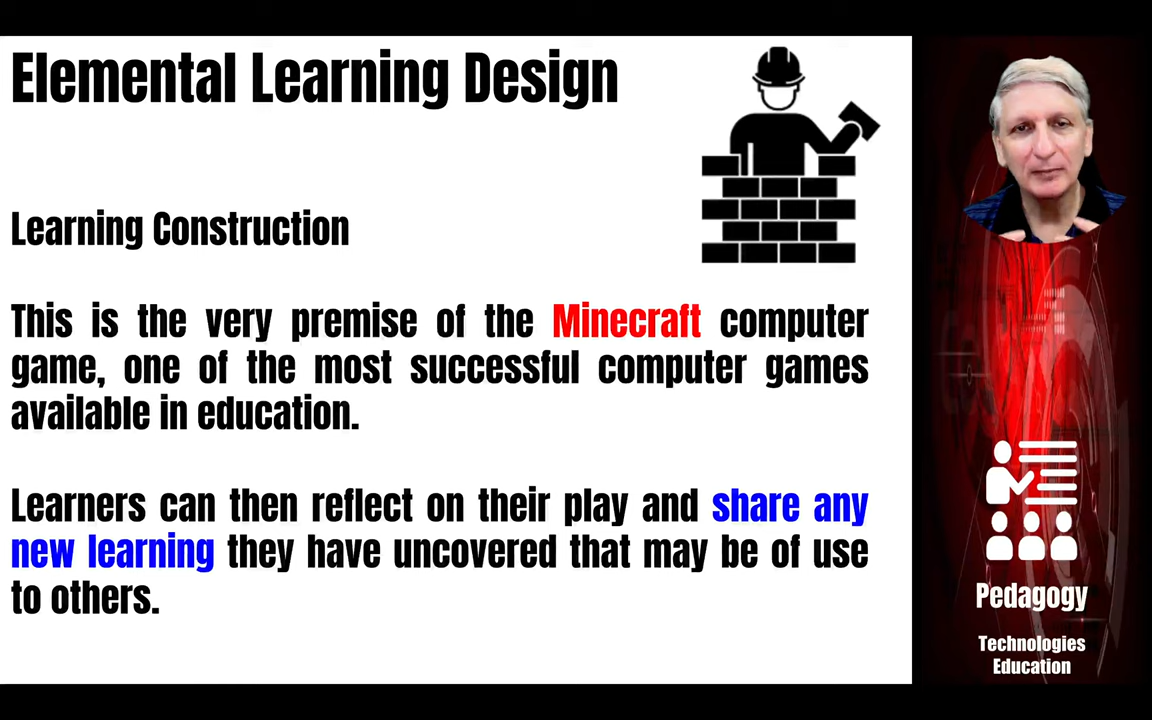 Elemental Learning Design
Learning Construction
This is the very premise of the Minecraft computer
game, one of the most successful computer games
available in education.
Learners can then reflect on their play and share any
new learning they have uncovered that may be of use
to others.
Pedagogy
Technologies
Education